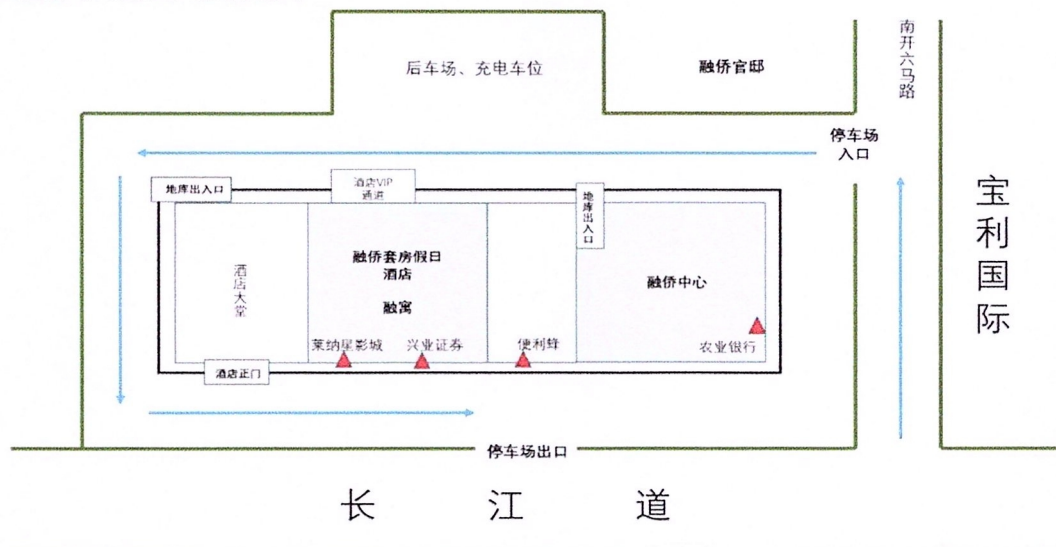 后车场、充电车位
融侨官邸
南开六马路
停车场
入口
地库出入口
酒店VIP
通道
地库出入口
宝利国际
酒店大堂
融侨套房假日
酒店
融寓
融侨中心
莱纳星影城
兴业证券
便利蜂
农业银行
酒店正门
停车场出口
长江道